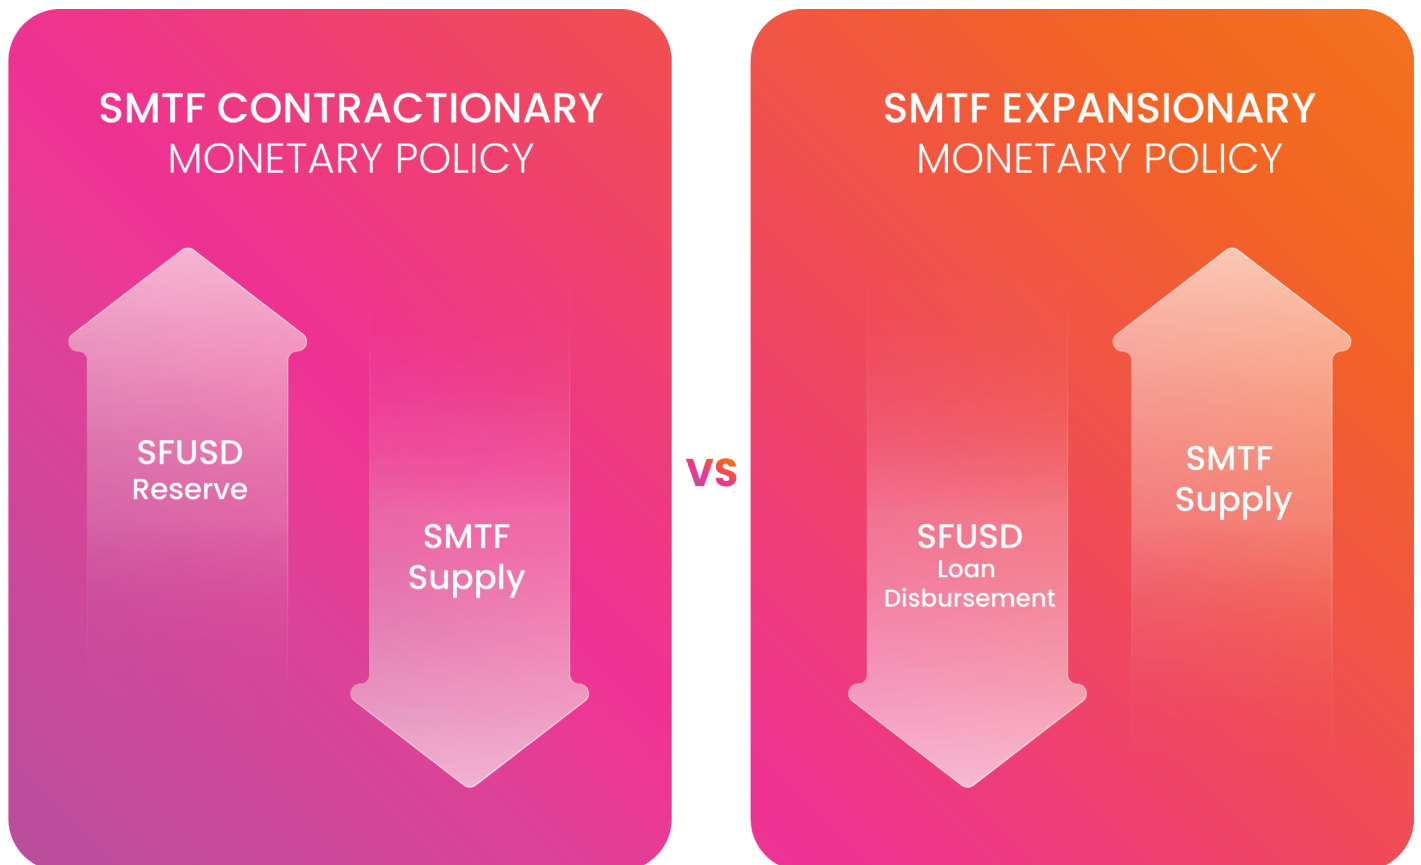 SMTF CONTRACTIONARY
MONETARY POLICY
SFUSD
Reserve
SMTF
Supply
VS
SMTF EXPANSIONARY
MONETARY POLICY
SFUSD
Loan
Disbursement
SMTF
Supply